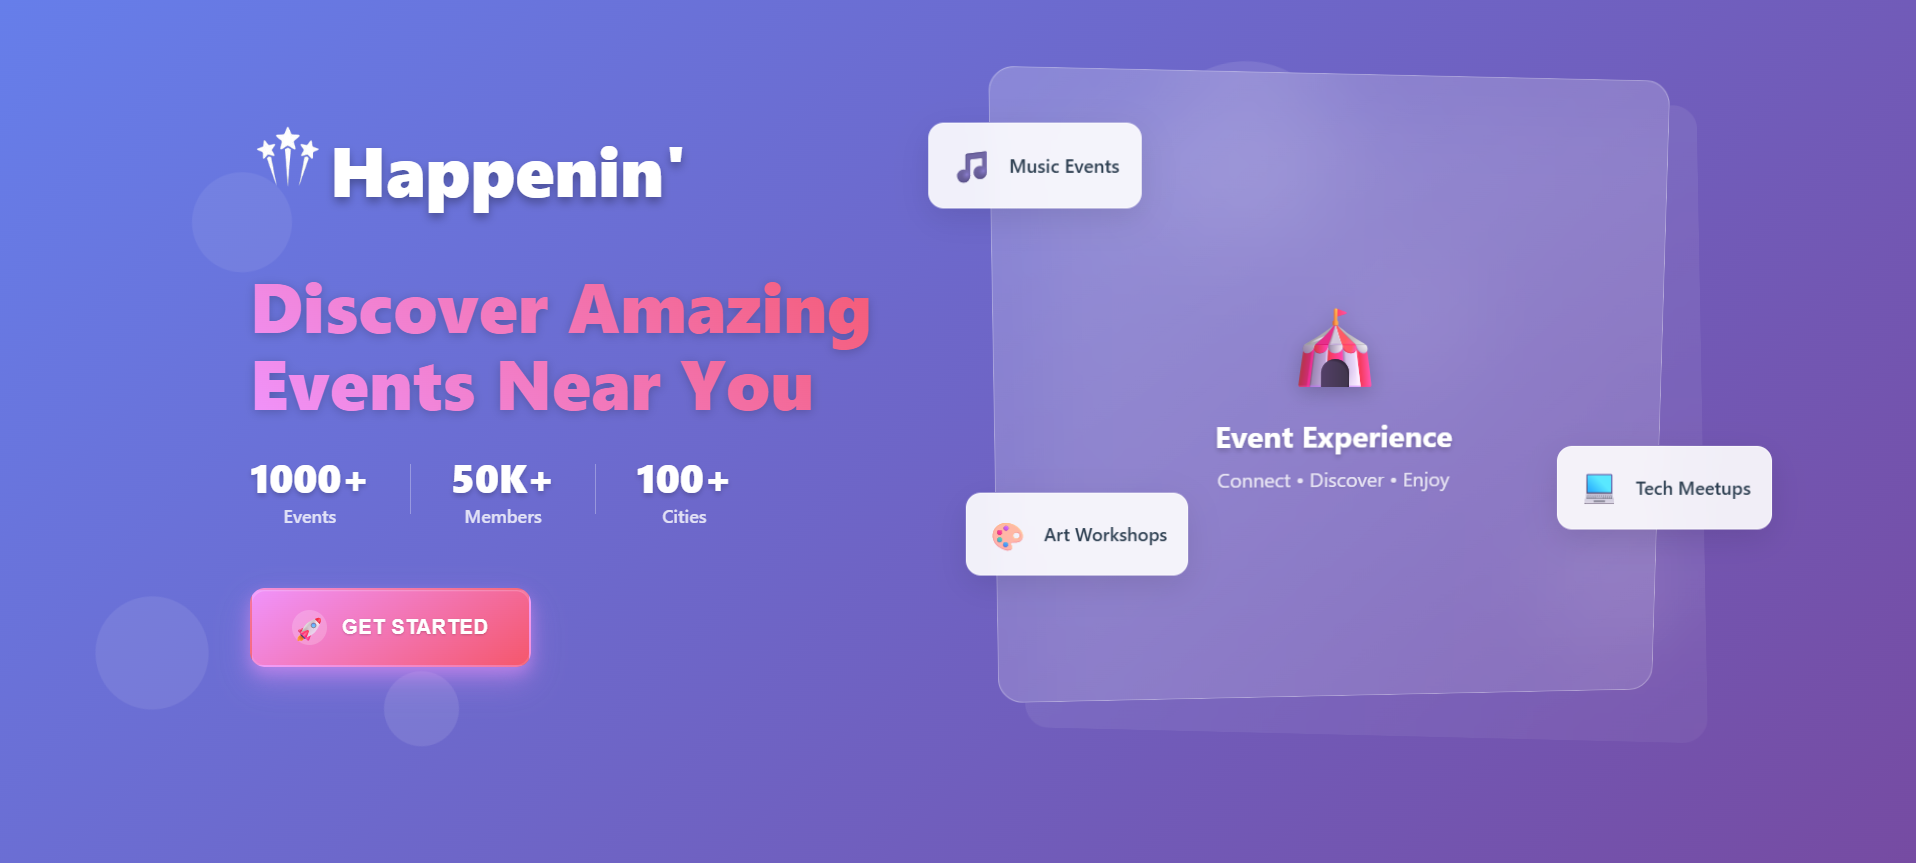 Happenin'
Discover Amazing
Events Near You
1000+
Events
50K+
Members
100+
Cities
GET STARTED
Music Events
Event Experience
Connect • Discover • Enjoy
Tech Meetups
Art Workshops